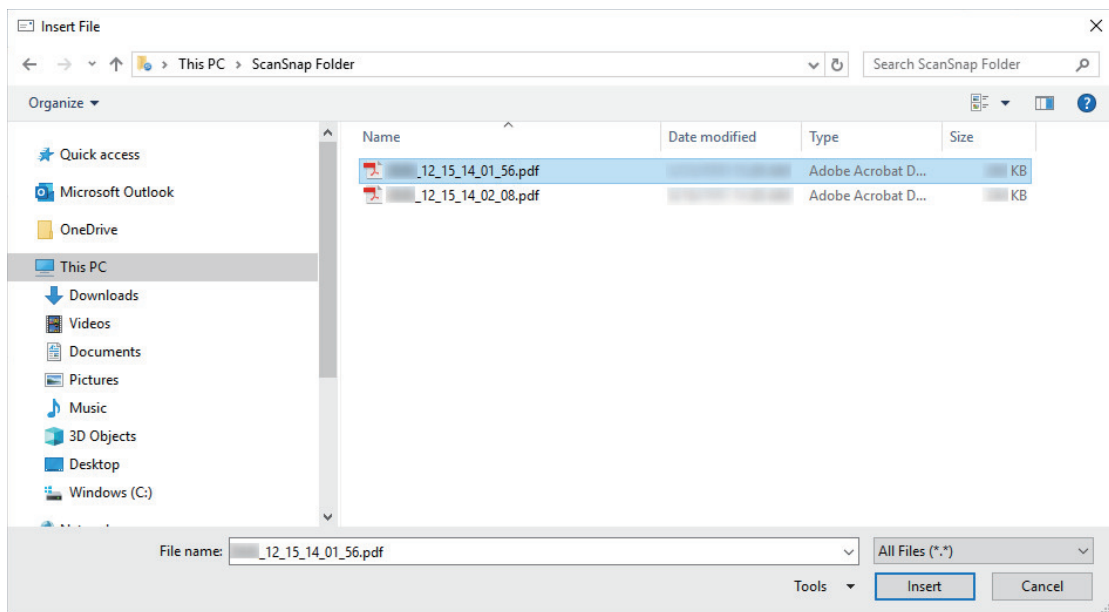 Insert File
This PC > ScanSnap Folder
Search ScanSnap Folder
Organize
Name Date modified Type Size
Quick access
Microsoft Outlook
OneDrive
This PC
Downloads
Videos
Documents
Pictures
Music
3D Objects
Desktop
Windows (C:)
_12_15_14_01_56.pdf Adobe Acrobat D... KB
_12_15_14_02_08.pdf Adobe Acrobat D... KB
File name: _12_15_14_01_56.pdf All Files (*.*)
Tools Insert Cancel